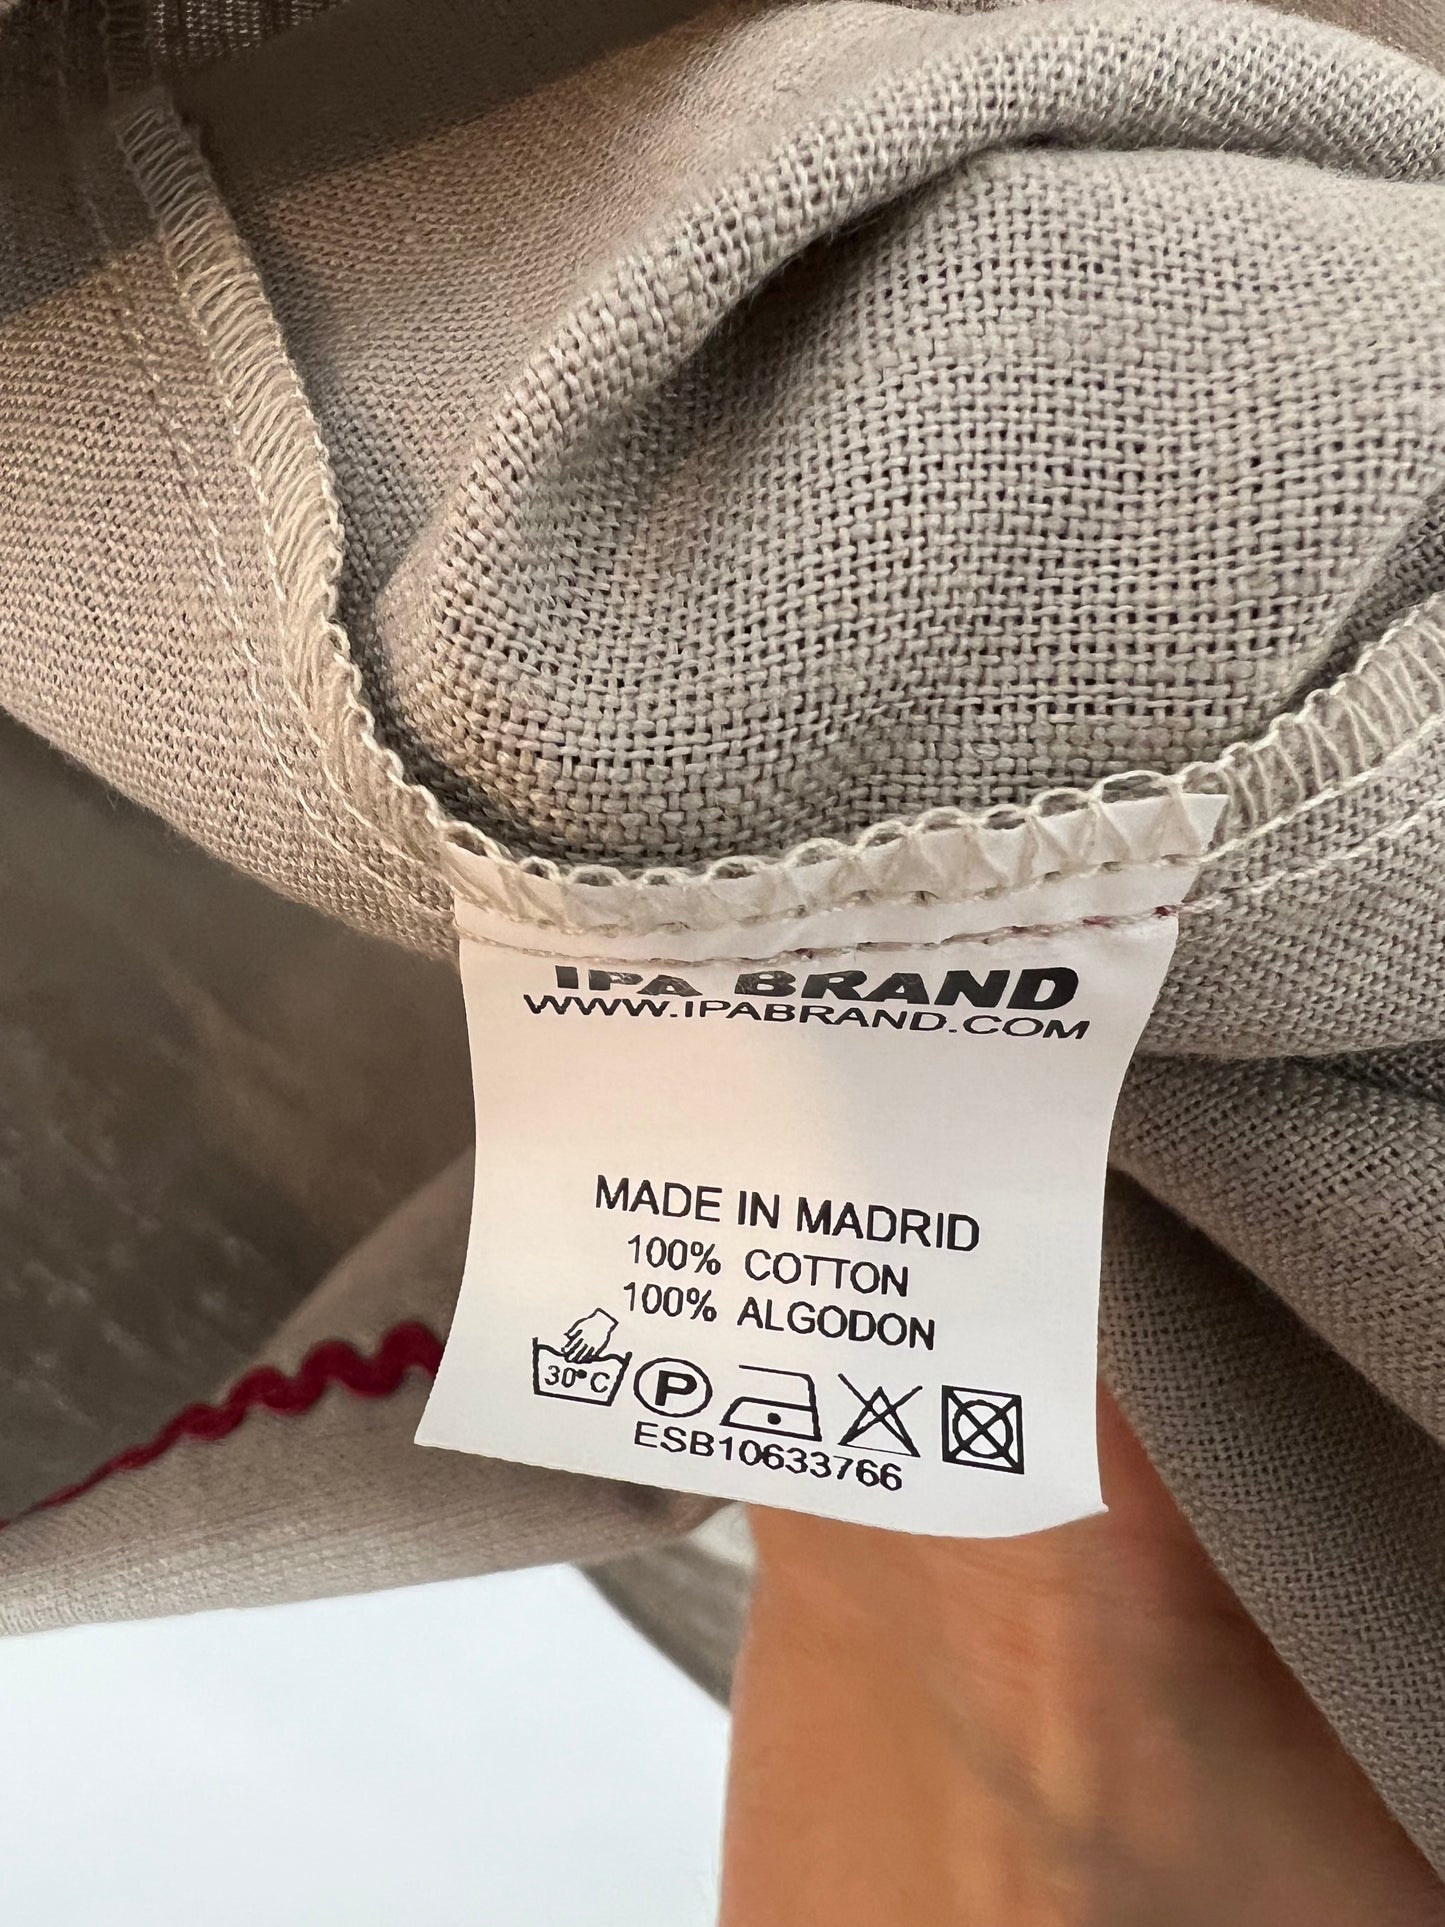 IPA BRAND
WWW.IPABRAND.COM
MADE IN MADRID
100% COTTON
100% ALGODON
30°C P
ESB10633766